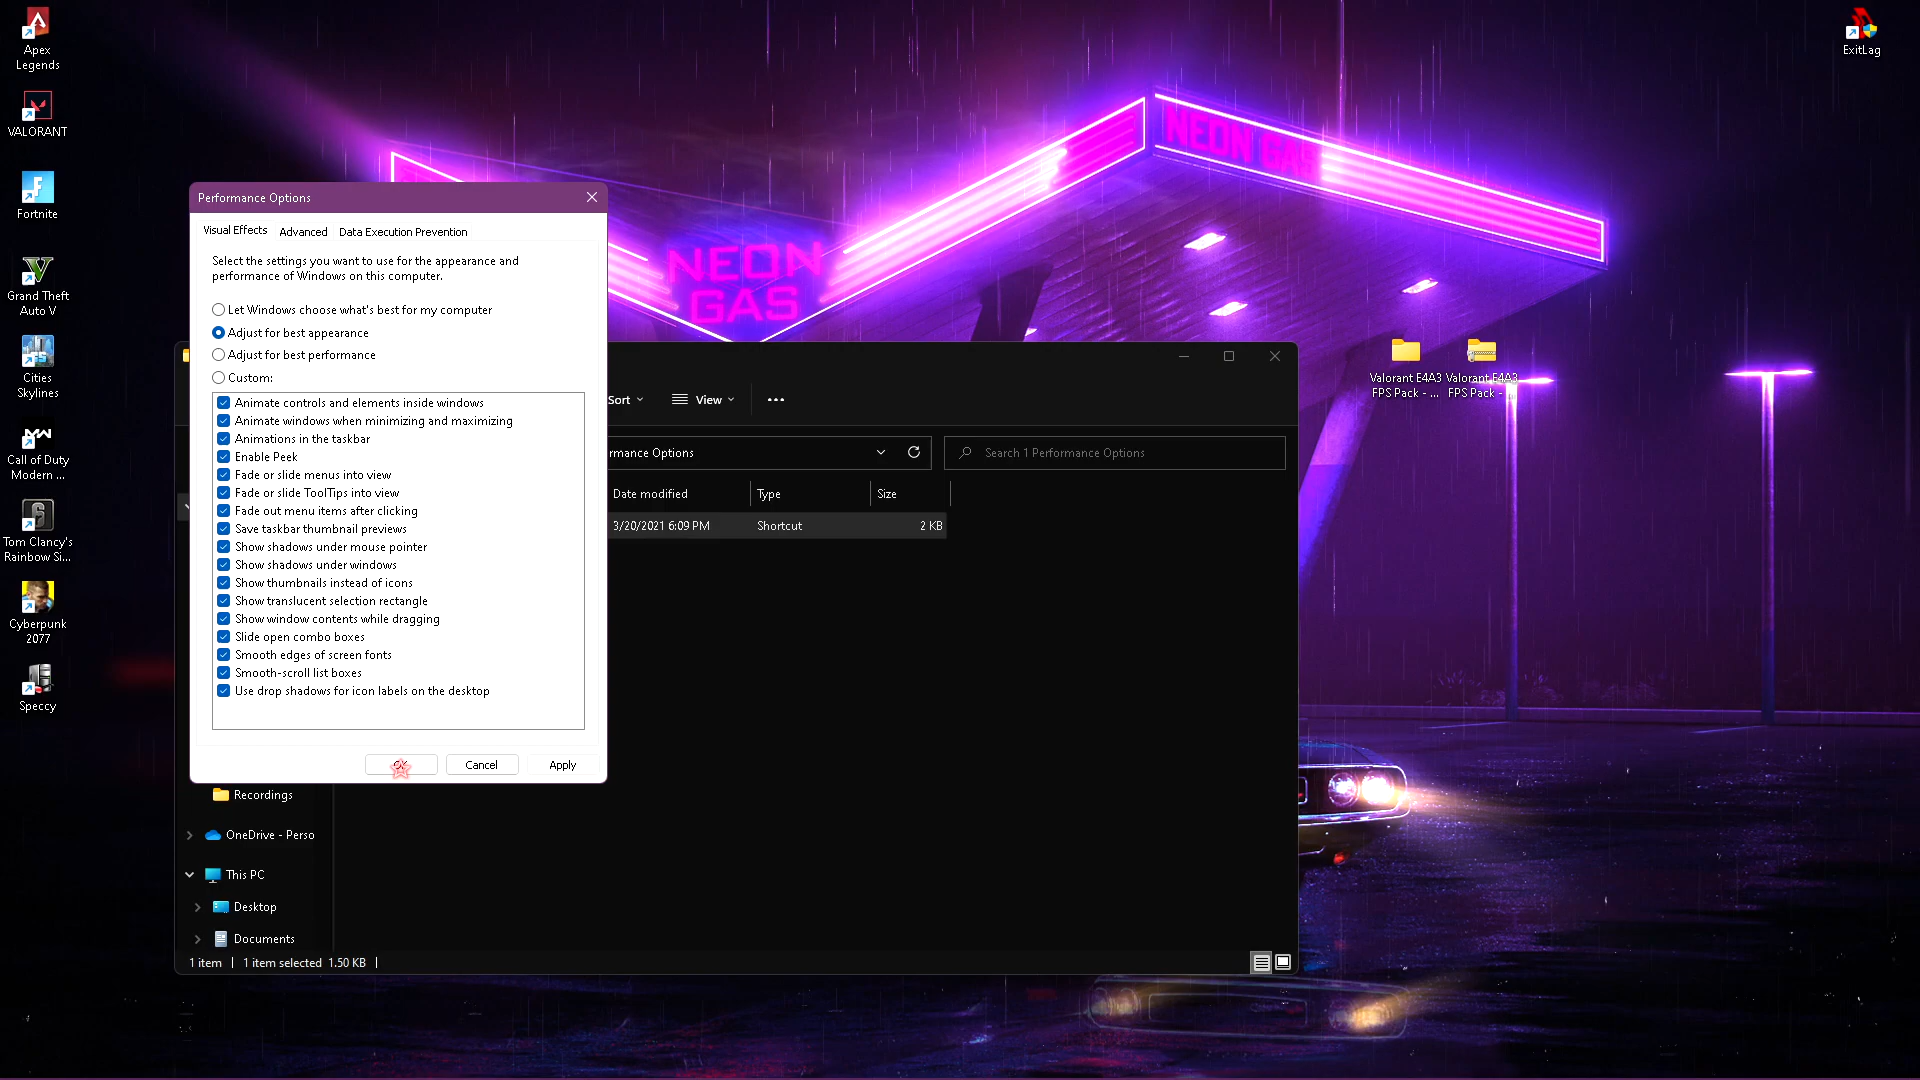 Apex
Legends
VALORANT
Fortnite
Grand Theft
Auto V
Cities
Skylines
Call of Duty
Modern ...
Tom Clancy's
Rainbow Si...
Cyberpunk
2077
Speccy
ExitLag
NEON GAS
NEON
GAS
Valorant E4A3
FPS Pack - ...
Valorant E4A3
FPS Pack -
Performance Options
Visual Effects
Advanced
Data Execution Prevention
Select the settings you want to use for the appearance and
performance of Windows on this computer.
Let Windows choose what's best for my computer
Adjust for best appearance
Adjust for best performance
Custom:
Animate controls and elements inside windows
Animate windows when minimizing and maximizing
Animations in the taskbar
Enable Peek
Fade or slide menus into view
Fade or slide ToolTips into view
Fade out menu items after clicking
Save taskbar thumbnail previews
Show shadows under mouse pointer
Show shadows under windows
Show thumbnails instead of icons
Show translucent selection rectangle
Show window contents while dragging
Slide open combo boxes
Smooth edges of screen fonts
Smooth-scroll list boxes
Use drop shadows for icon labels on the desktop
OK
Cancel
Apply
Sort
View
rmance Options
Search 1 Performance Options
Date modified
Type
Size
3/20/2021 6:09 PM
Shortcut
2 KB
Recordings
OneDrive - Perso
This PC
Desktop
Documents
1 item
1 item selected 1.50 KB